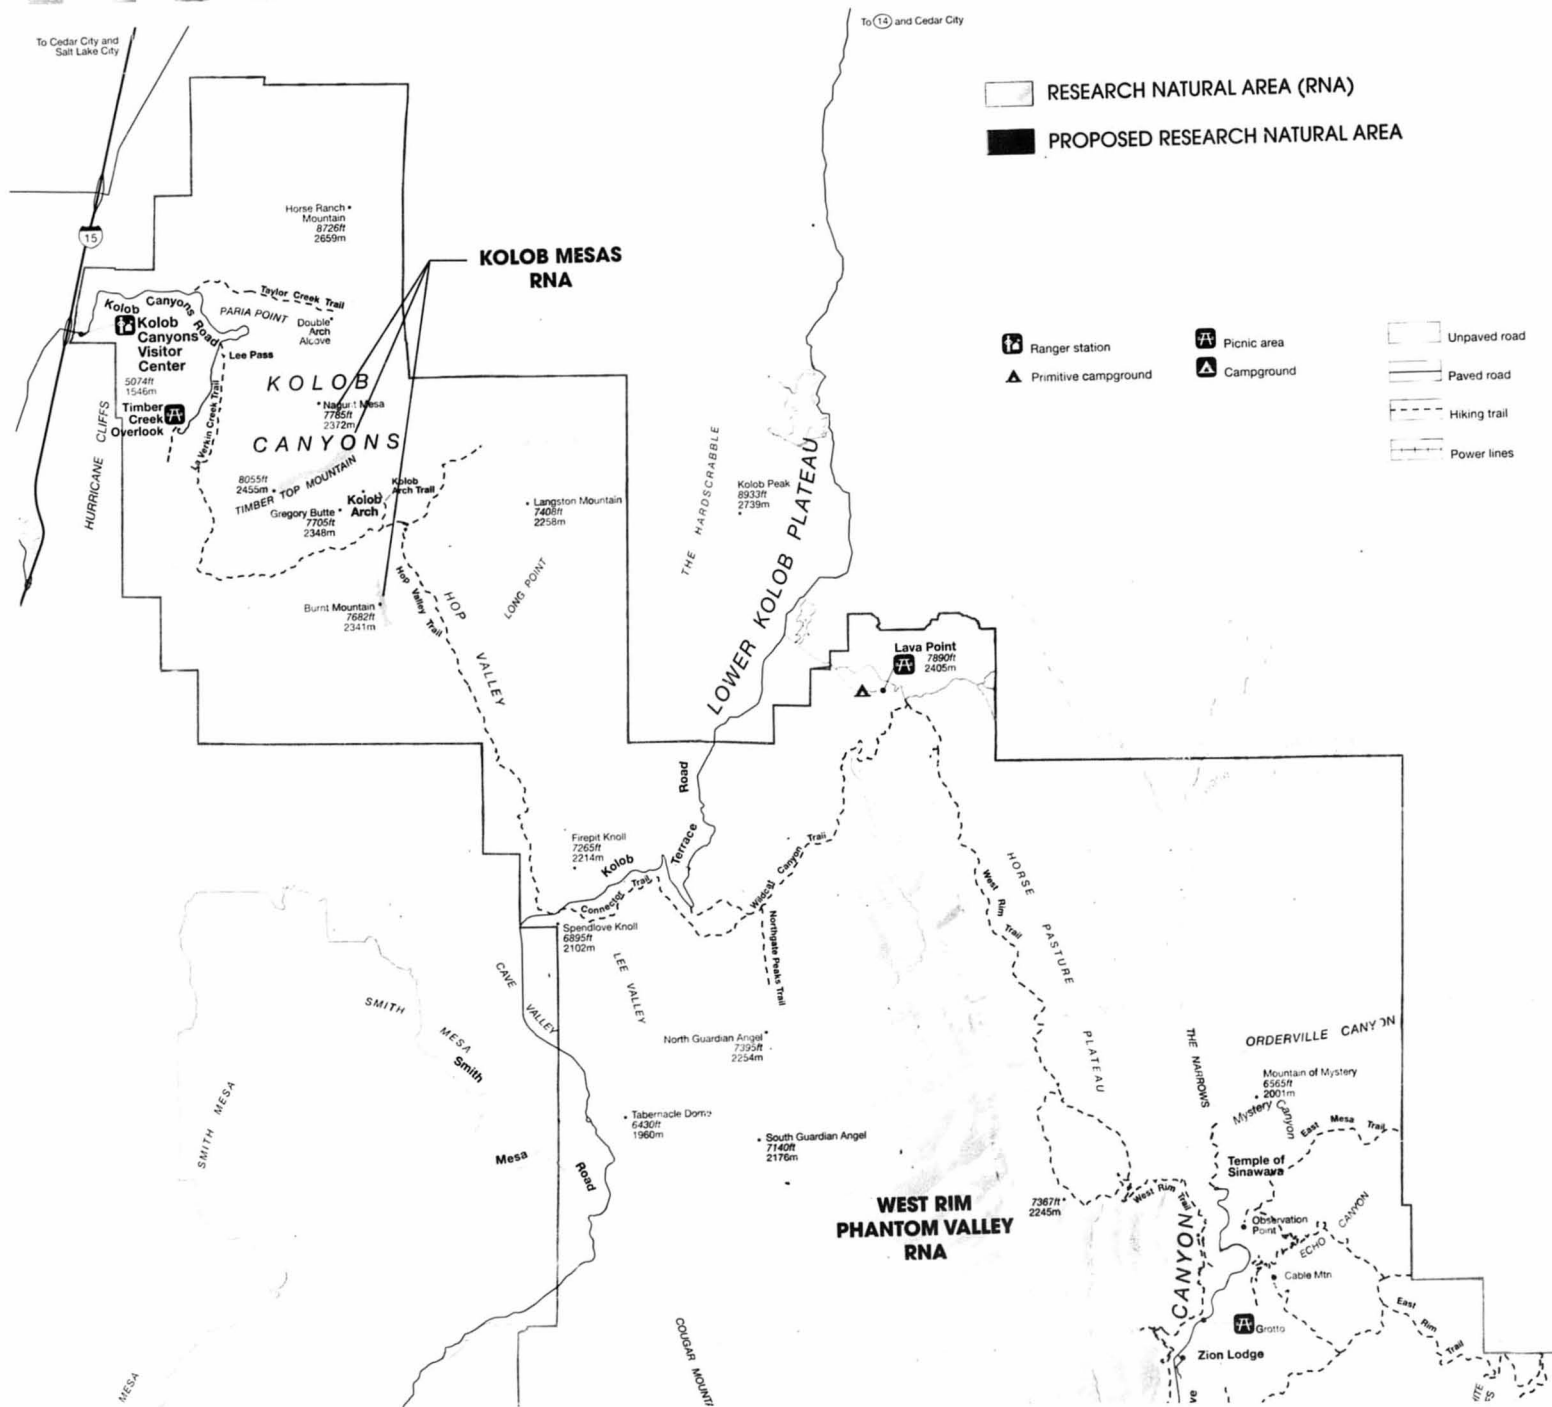 To Cedar City and
Salt Lake City
To 14 and Cedar City
RESEARCH NATURAL AREA (RNA)
PROPOSED RESEARCH NATURAL AREA
15
Horse Ranch
Mountain
8726ft
2659m
KOLOB MESAS
RNA
Taylor Creek Trail
Kolob Canyons Road
PARIA POINT
Double
Arch
Alcove
Kolob
Canyons
Visitor
Center
5074ft
1546m
Lee Pass
Ranger station
Primitive campground
Picnic area
Campground
Unpaved road
Paved road
Hiking trail
Power lines
KOLOB
CANYONS
Mesa
7785ft
2372m
Timber
Creek
Overlook
La Verkin Creek Trail
HURRICANE CLIFFS
8055ft
2455m
TIMBER TOP MOUNTAIN
Kolob
Arch Trail
Kolob
Arch
Gregory Butte
7705ft
2348m
Langston Mountain
7408ft
2258m
THE HARDSCRABBLE
Kolob Peak
8933ft
2739m
LOWER KOLOB PLATEAU
LONG POINT
Burnt Mountain
7682ft
2341m
Hop Valley Trail
HOP VALLEY
Lava Point
7890ft
2405m
Firepit Knoll
7265ft
2214m
Kolob Terrace Road
Connector Trail
Wildcat Canyon Trail
Northgate Peaks Trail
West Rim Trail
HORSE PASTURE PLATEAU
Spendlove Knoll
6895ft
2102m
CAVE VALLEY
LEE VALLEY
SMITH MESA
Smith Mesa Road
SMITH MESA
North Guardian Angel
7395ft
2254m
Tabernacle Dome
6430ft
1960m
South Guardian Angel
7140ft
2176m
THE NARROWS
ORDERVILLE CANYON
Mountain of Mystery
6565ft
2001m
Mystery Canyon
East Mesa Trail
Temple of
Sinawava
WEST RIM
PHANTOM VALLEY
RNA
7367ft
2245m
West Rim Trail
CANYON
Observation
Point
ECHO CANYON
Cable Mtn
East Rim Trail
Grotto
Zion Lodge
COUGAR
MESA